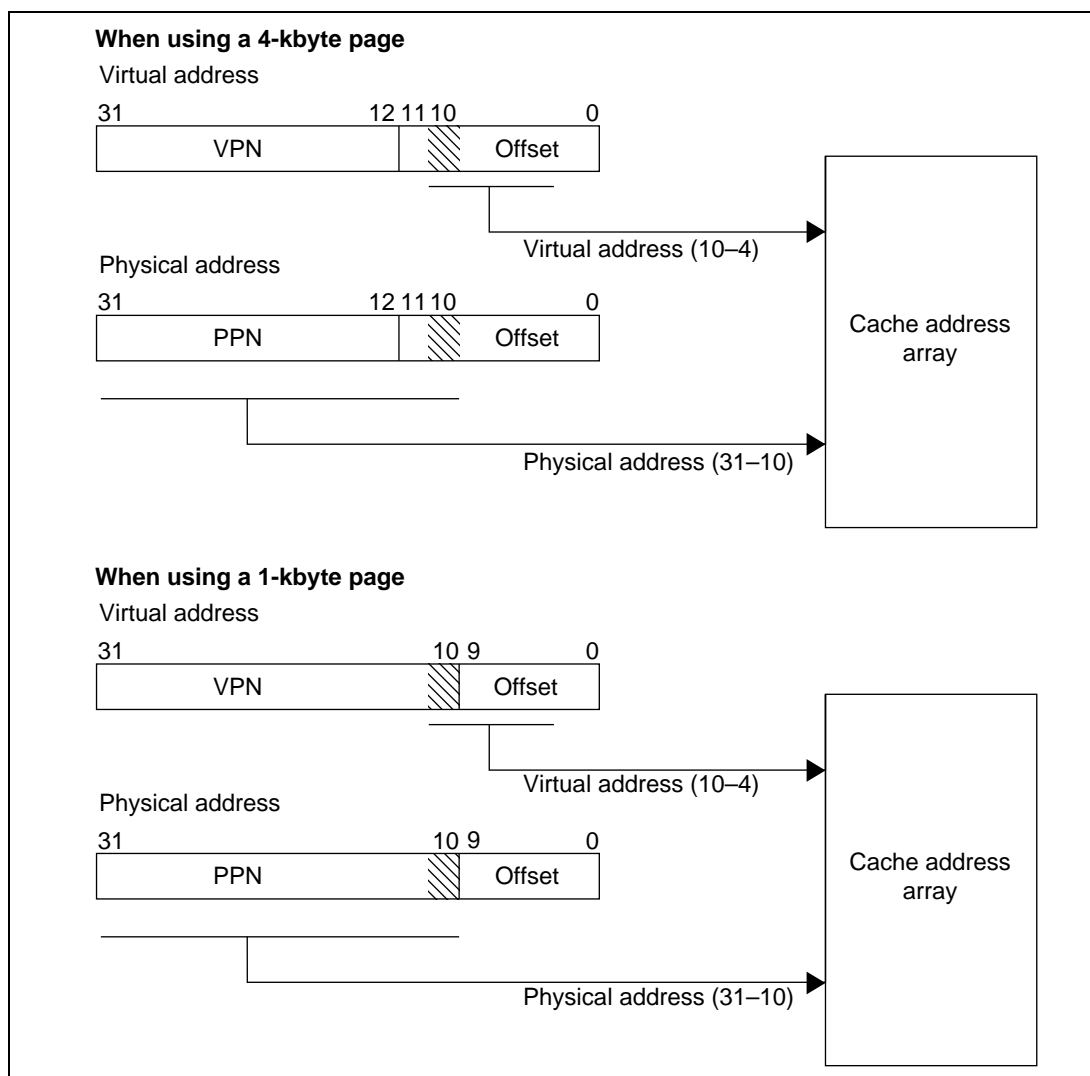 When using a 4-kbyte page
Virtual address
31 12 11 10 0
VPN Offset
Virtual address (10–4)
Physical address
31 12 11 10 0
PPN Offset
Cache address
array
Physical address (31–10)
When using a 1-kbyte page
Virtual address
31 10 9 0
VPN Offset
Virtual address (10–4)
Physical address
31 10 9 0
PPN Offset
Cache address
array
Physical address (31–10)